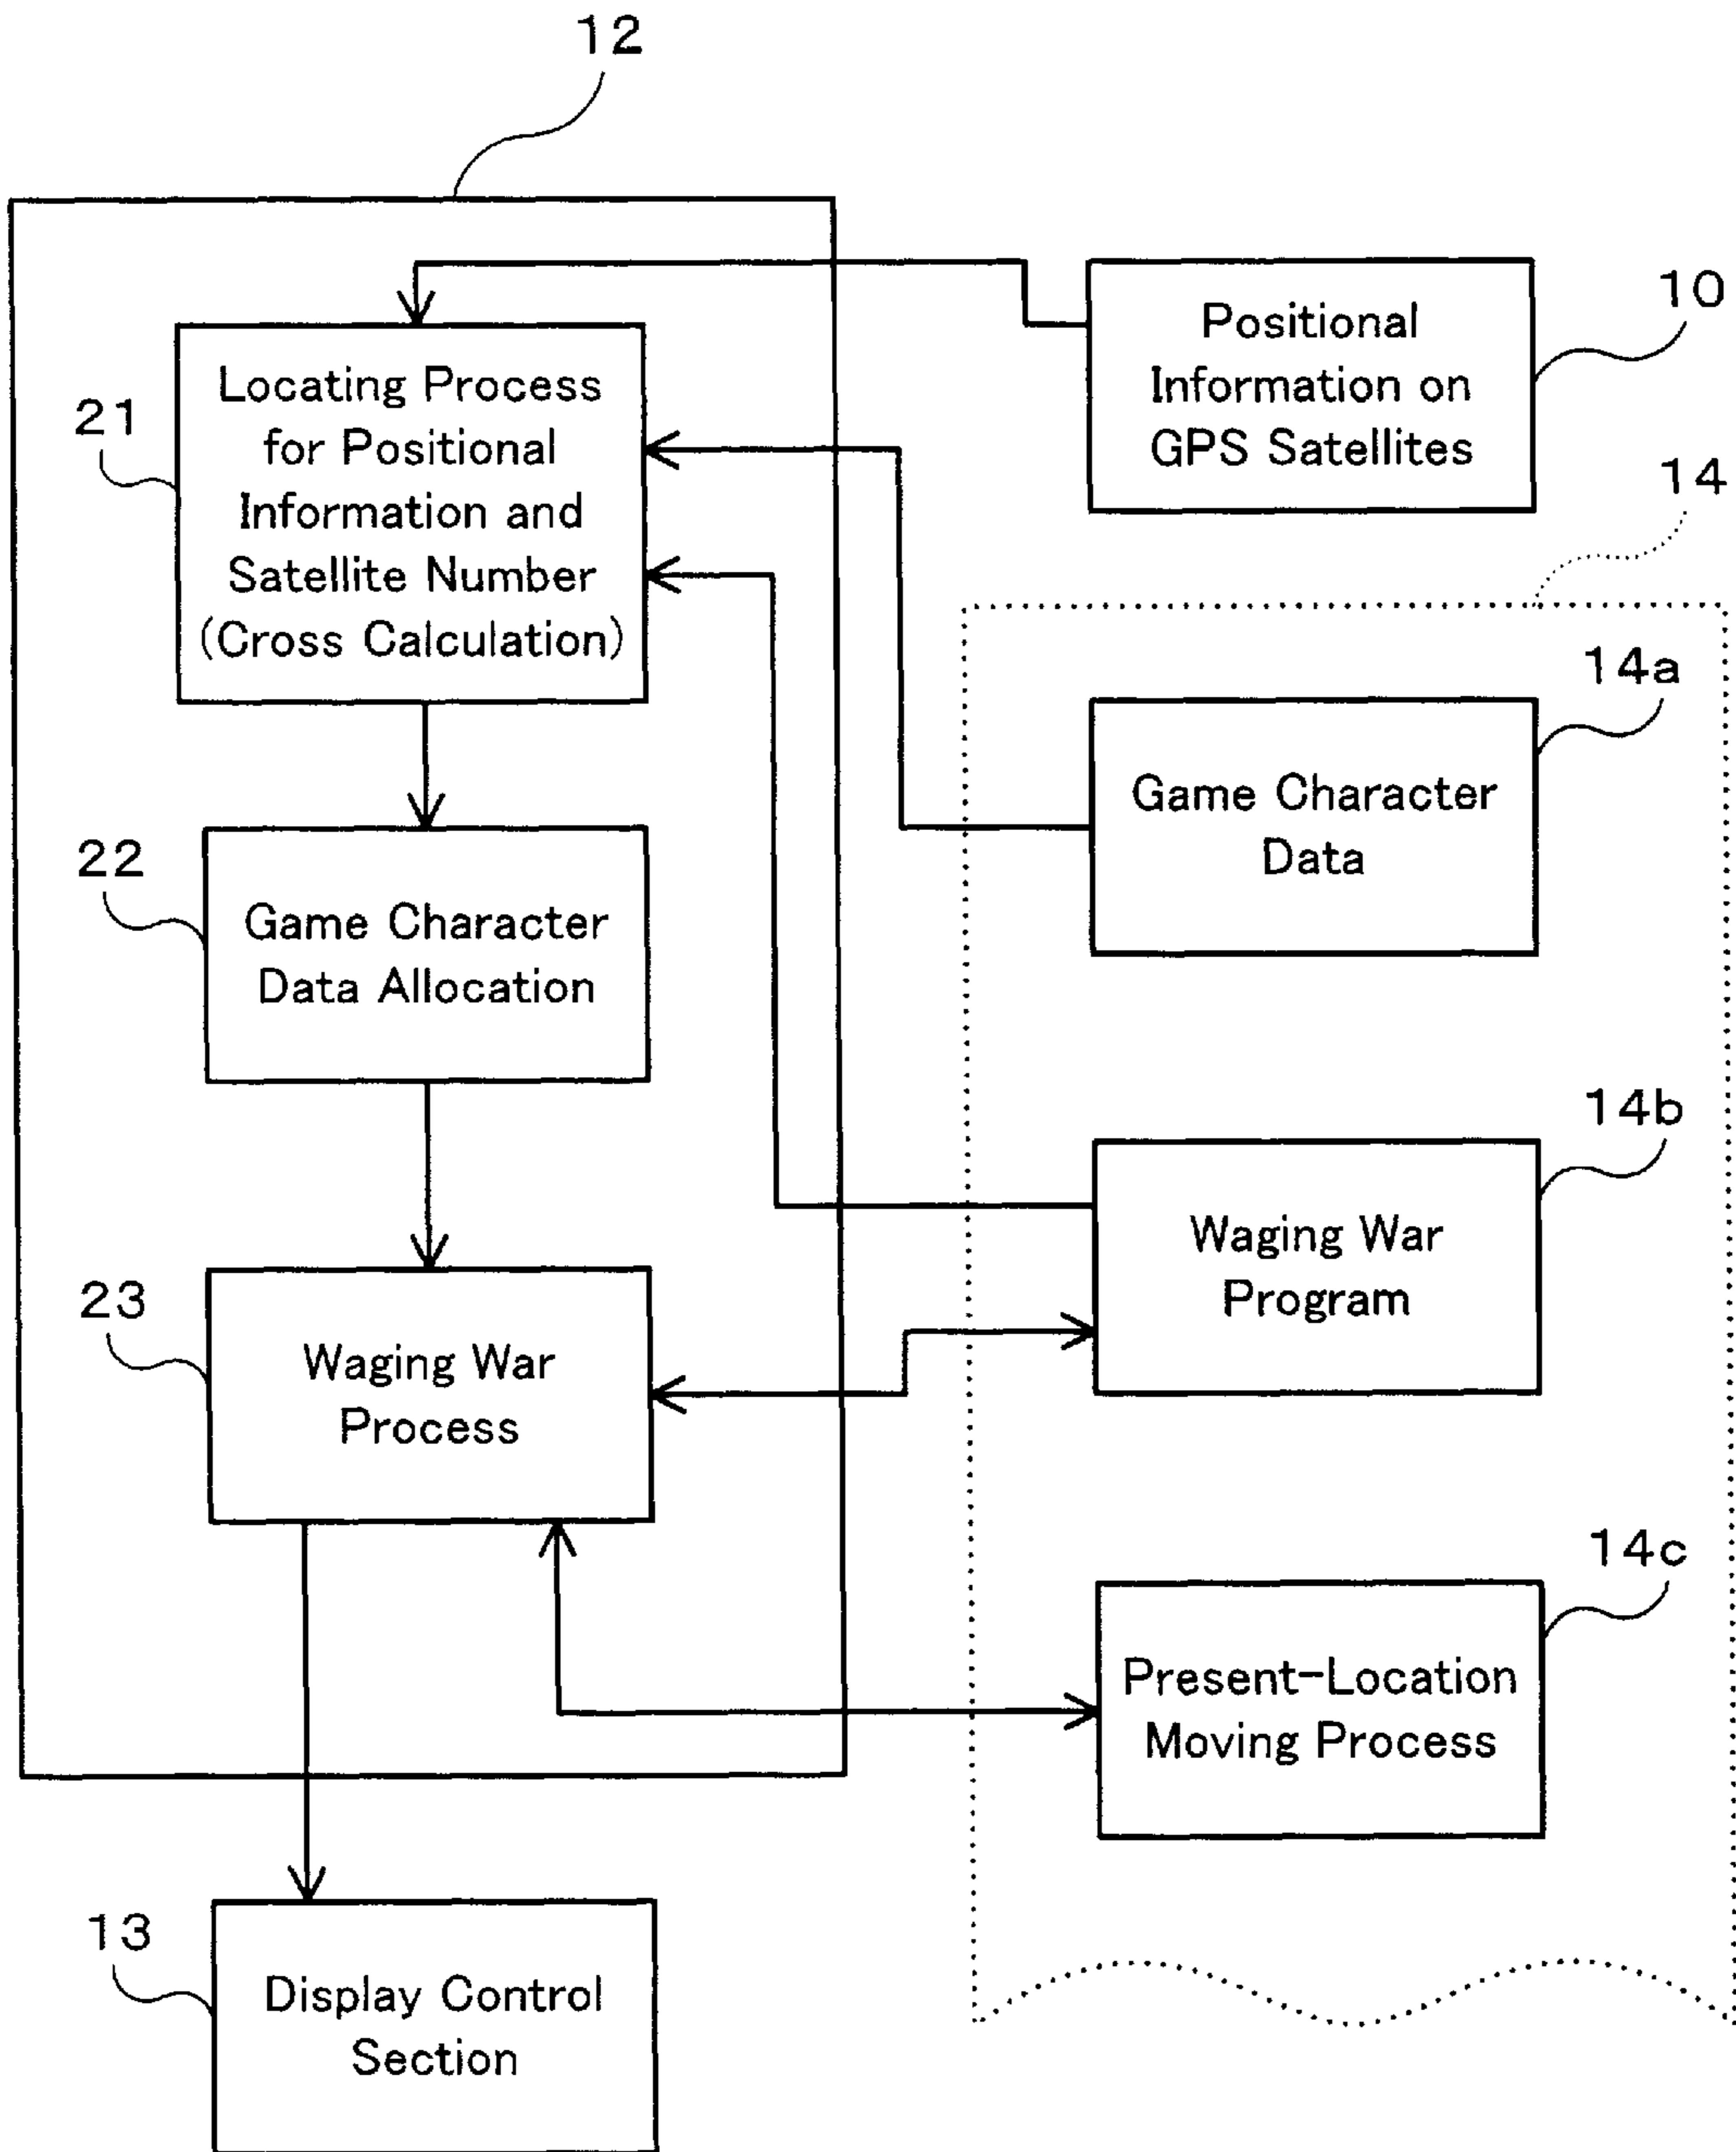 12
10
Positional
Information on
GPS Satellites
21
Locating Process
for Positional
Information and
Satellite Number
(Cross Calculation)
14
14a
Game Character
Data
22
Game Character
Data Allocation
14b
Waging War
Program
23
Waging War
Process
14c
Present-Location
Moving Process
13
Display Control
Section